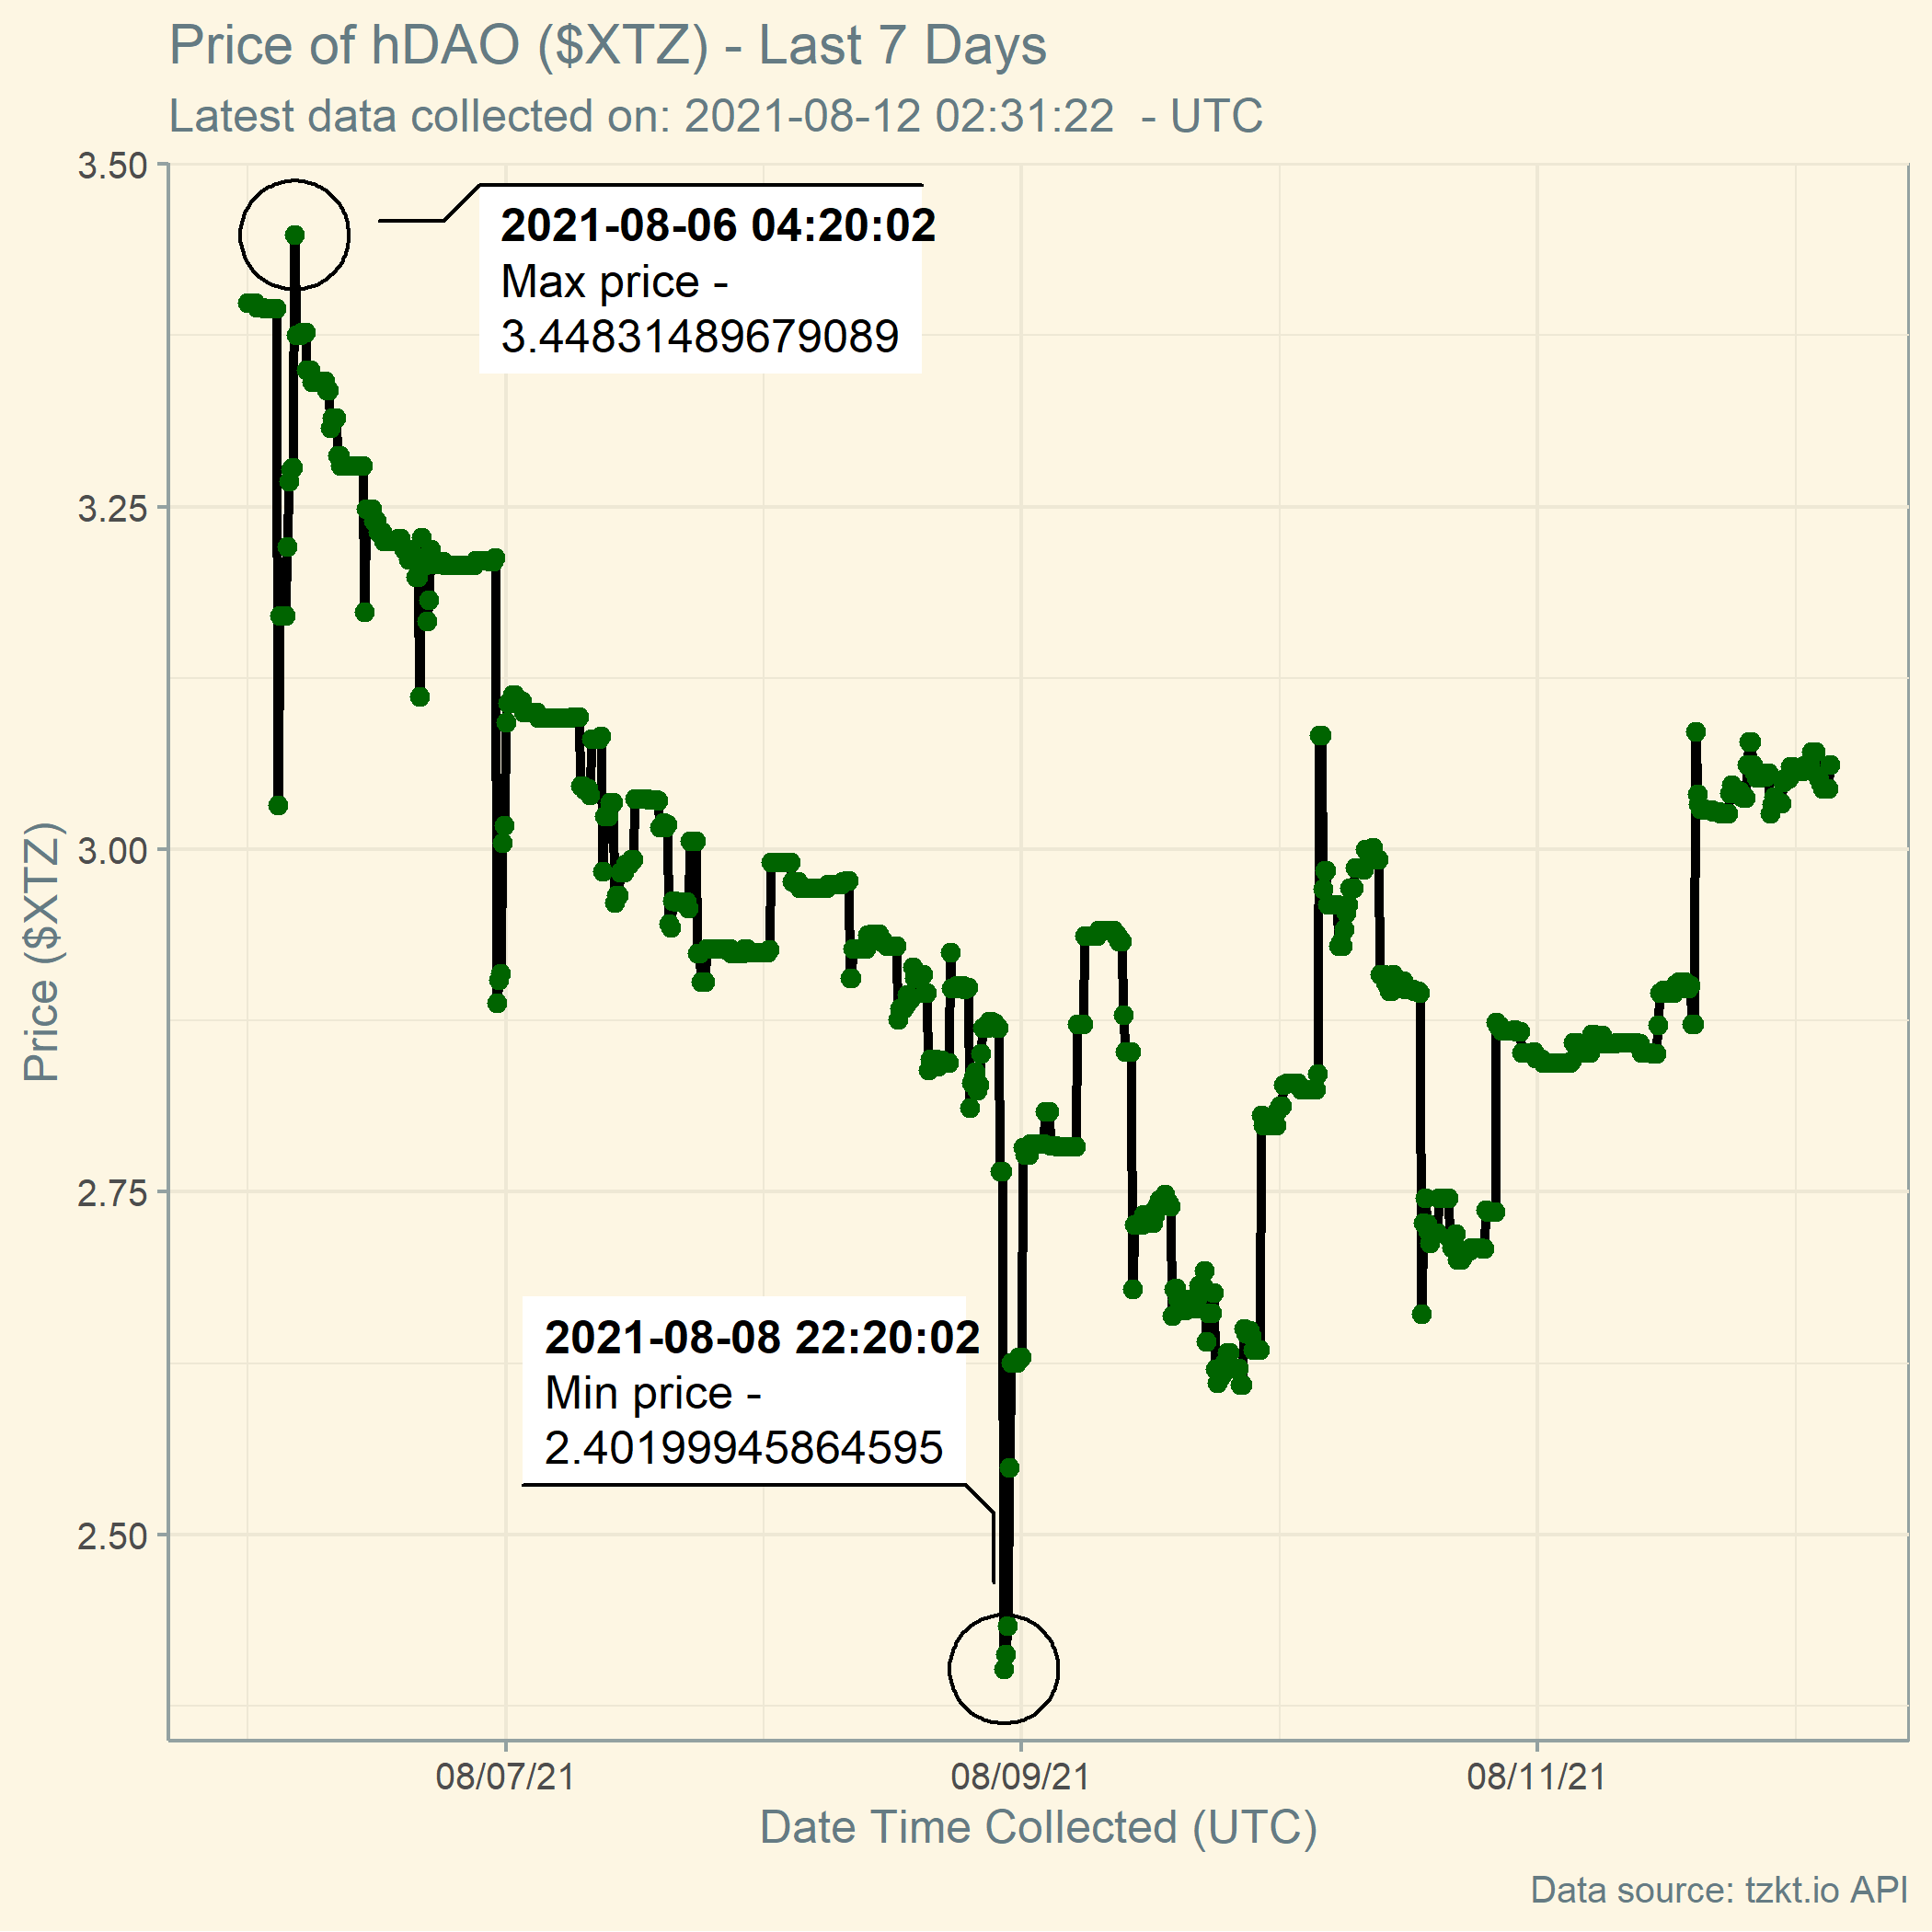 Price of hDAO ($XTZ) - Last 7 Days
Latest data collected on: 2021-08-12 02:31:22  - UTC
3.50
3.25
3.00
2.75
2.50
Price ($XTZ)
2021-08-06 04:20:02
Max price -
3.44831489679089
2021-08-08 22:20:02
Min price -
2.40199945864595
08/07/21
08/09/21
08/11/21
Date Time Collected (UTC)
Data source: tzkt.io API